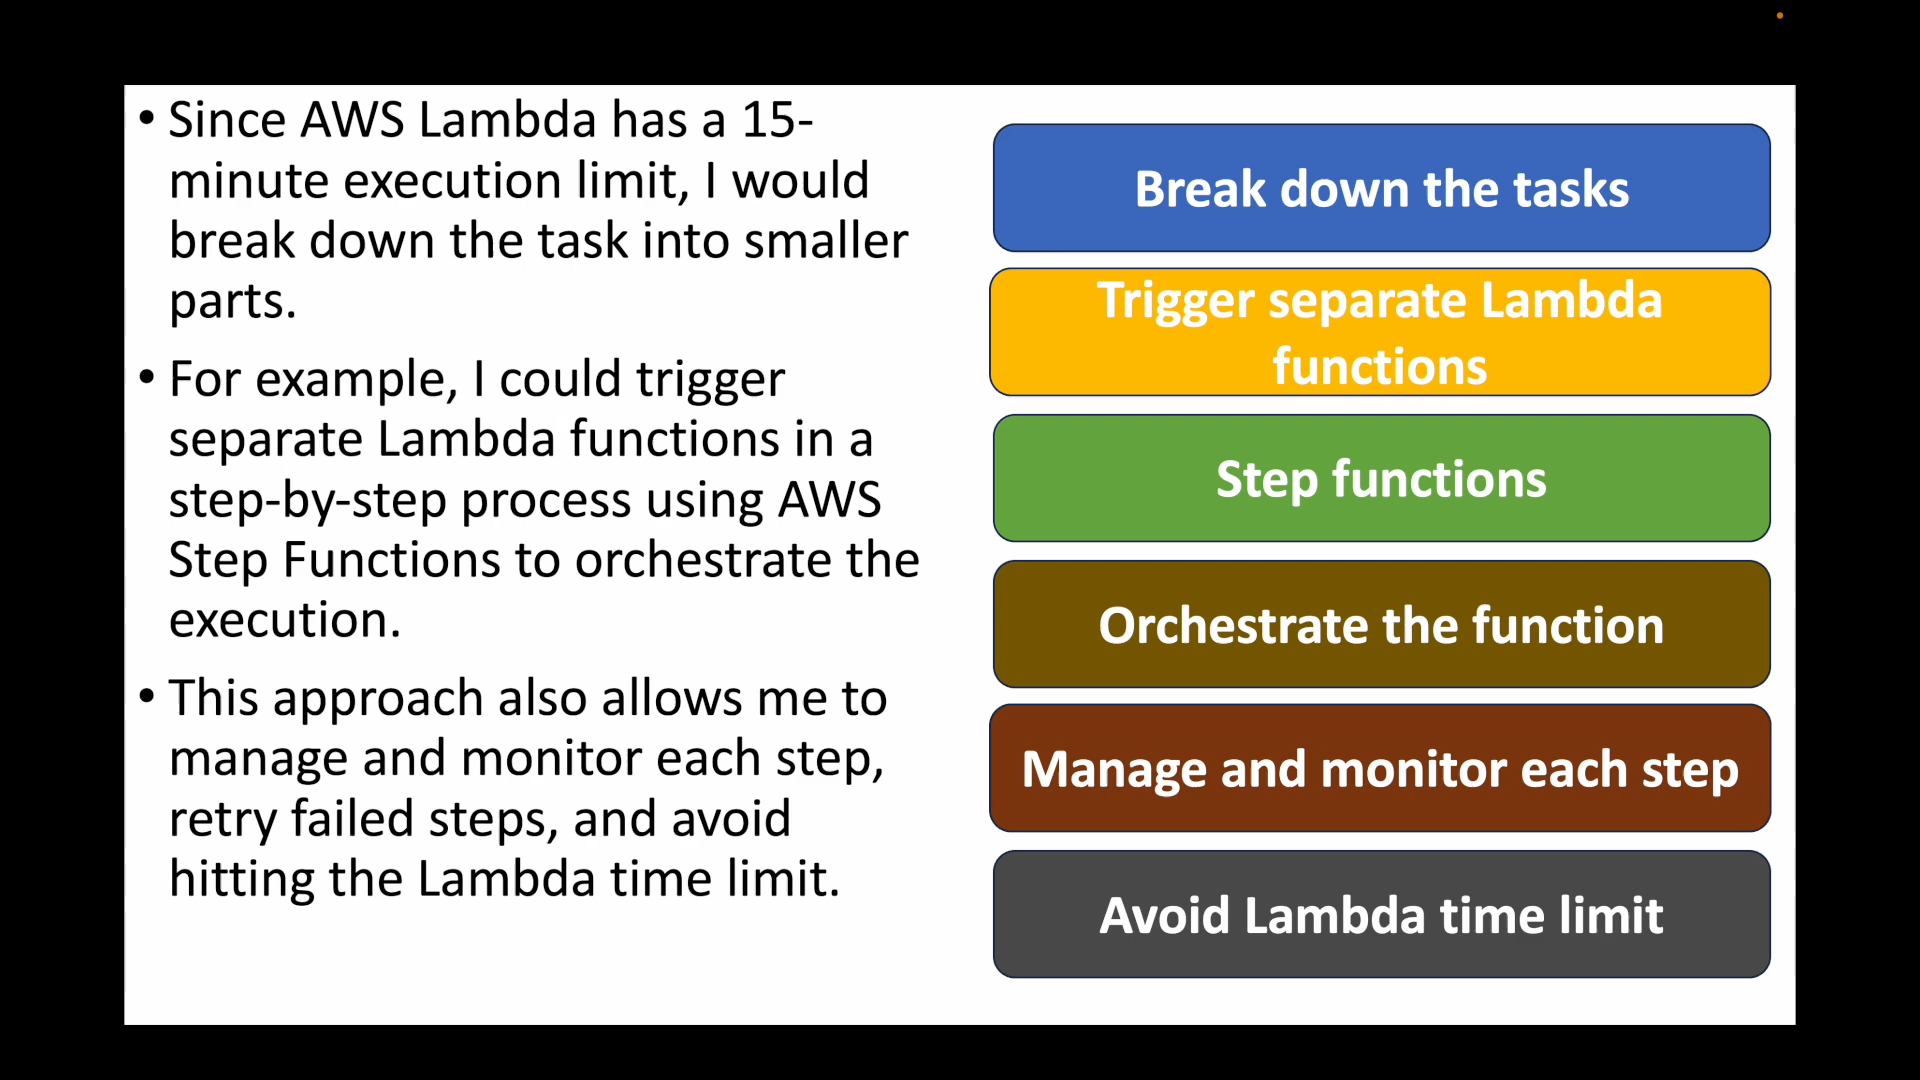 • Since AWS Lambda has a 15-
minute execution limit, I would
break down the task into smaller
parts.
• For example, I could trigger
separate Lambda functions in a
step-by-step process using AWS
Step Functions to orchestrate the
execution.
• This approach also allows me to
manage and monitor each step,
retry failed steps, and avoid
hitting the Lambda time limit.
Break down the tasks
Trigger separate Lambda
functions
Step functions
Orchestrate the function
Manage and monitor each step
Avoid Lambda time limit